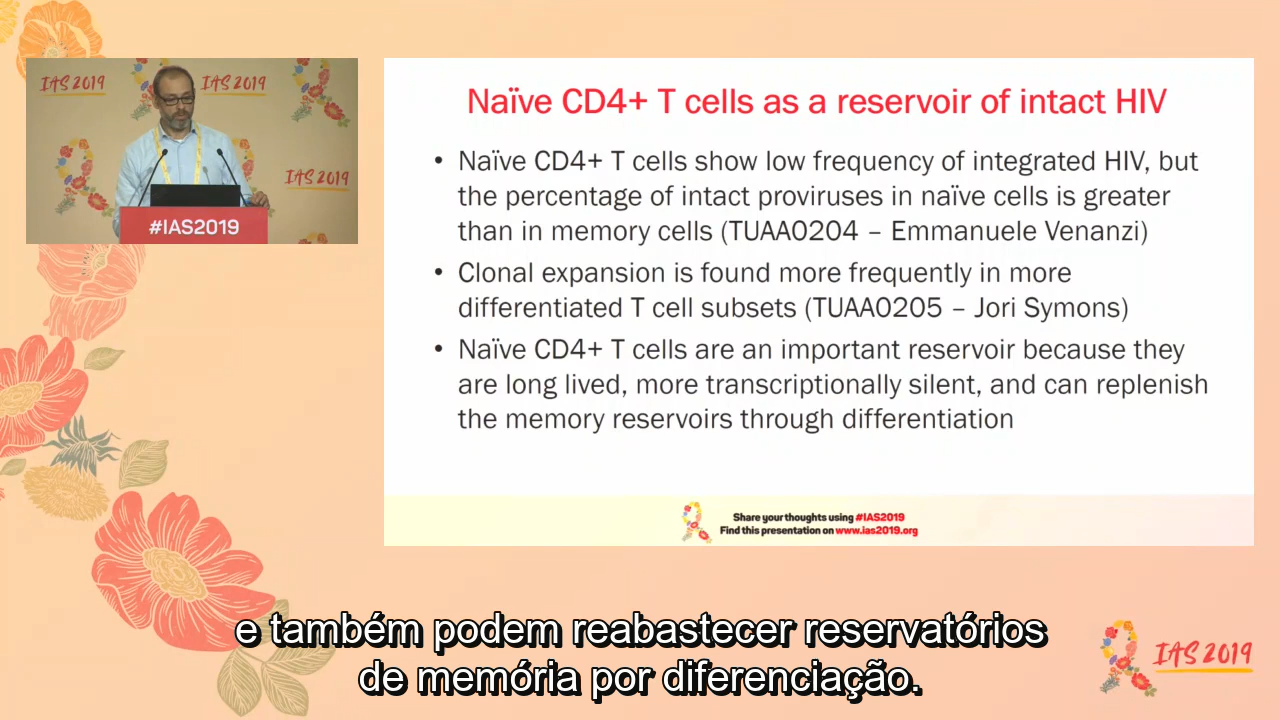 IAS 2019
IAS 2019
IAS 2019
#IAS2019
Naïve CD4+ T cells as a reservoir of intact HIV
• Naïve CD4+ T cells show low frequency of integrated HIV, but
the percentage of intact proviruses in naïve cells is greater
than in memory cells (TUAA0204 – Emmanuele Venanzi)
• Clonal expansion is found more frequently in more
differentiated T cell subsets (TUAA0205 – Jori Symons)
• Naïve CD4+ T cells are an important reservoir because they
are long lived, more transcriptionally silent, and can replenish
the memory reservoirs through differentiation
Share your thoughts using #IAS2019
Find this presentation on www.ias2019.org
e também podem reabastecer reservatórios
de memória por diferenciação.
IAS 2019